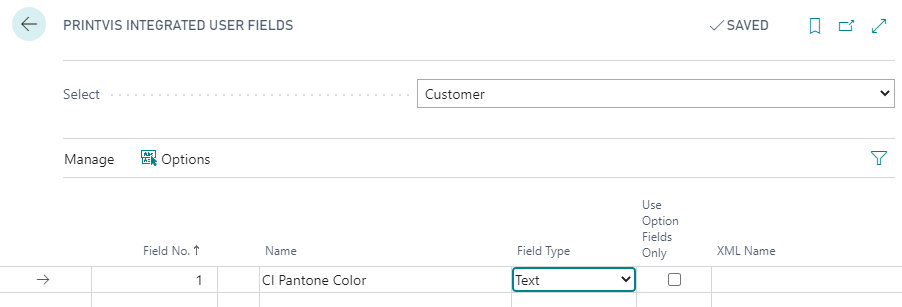 PRINTVIS INTEGRATED USER FIELDS
SAVED
Select
Customer
Manage
Options
Field No. ↑
Name
Field Type
Use
Option
Fields
Only
XML Name
1
CI Pantone Color
Text